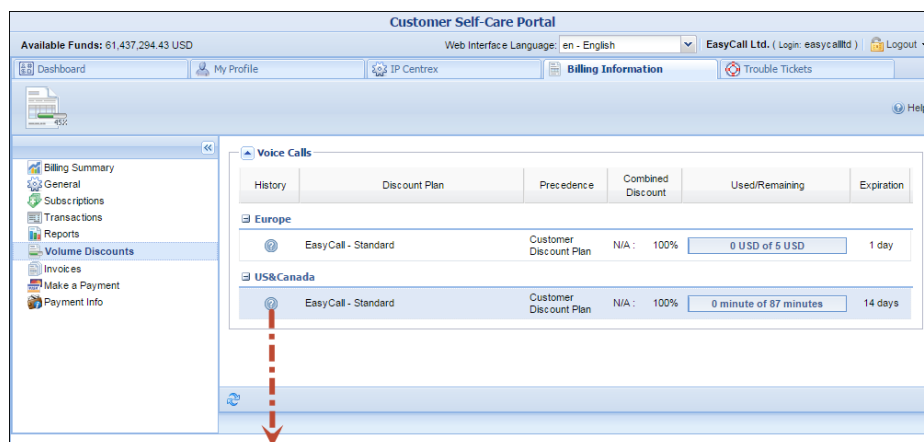 Customer Self-Care Portal
Available Funds: 61,437,294.43 USD Web Interface Language: en - English EasyCall Ltd. ( Login: easycallltd ) Logout
Dashboard My Profile IP Centrex Billing Information Trouble Tickets
45X Help
Billing Summary
General
Subscriptions
Transactions
Reports
Volume Discounts
Invoices
Make a Payment
Payment Info
Voice Calls
History Discount Plan Precedence Combined Discount Used/Remaining Expiration
Europe
EasyCall - Standard Customer Discount Plan N/A : 100% 0 USD of 5 USD 1 day
US&Canada
EasyCall - Standard Customer Discount Plan N/A : 100% 0 minute of 87 minutes 14 days